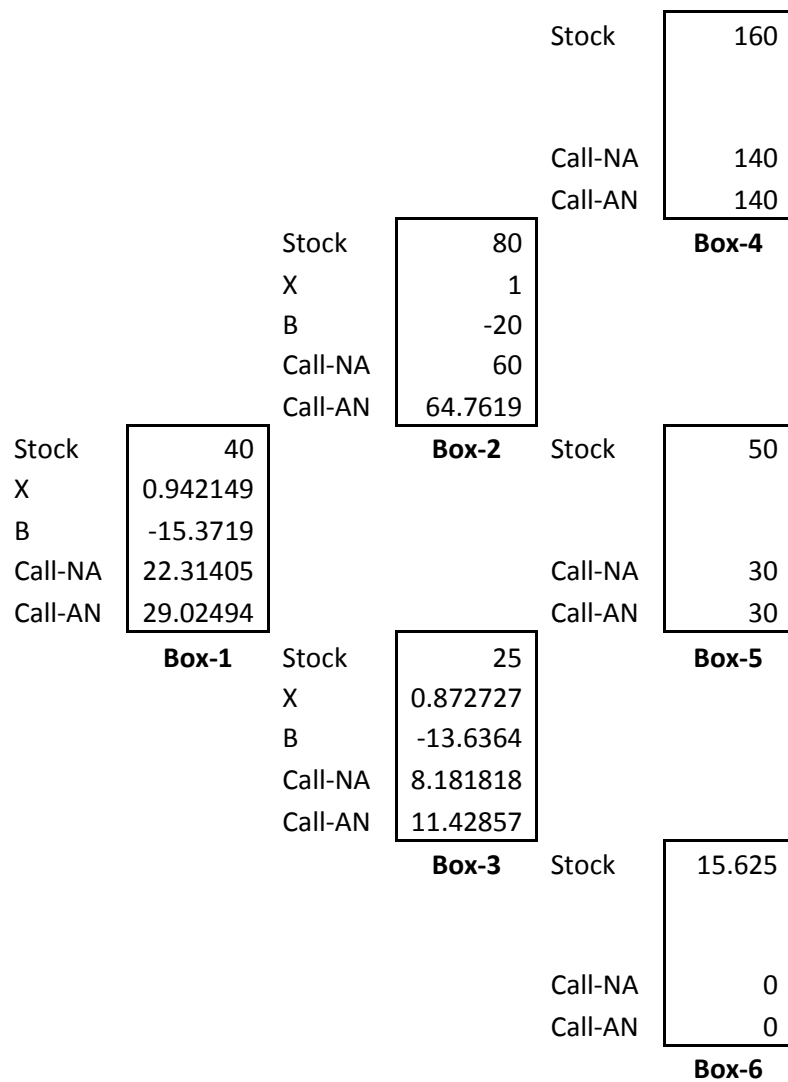 Stock 160
Call-NA 140
Call-AN 140
Box-4
Stock 80
X 1
B -20
Call-NA 60
Call-AN 64.7619
Box-2
Stock 40
X 0.942149
B -15.3719
Call-NA 22.31405
Call-AN 29.02494
Box-1
Stock 50
Call-NA 30
Call-AN 30
Box-5
Stock 25
X 0.872727
B -13.6364
Call-NA 8.181818
Call-AN 11.42857
Box-3
Stock 15.625
Call-NA 0
Call-AN 0
Box-6